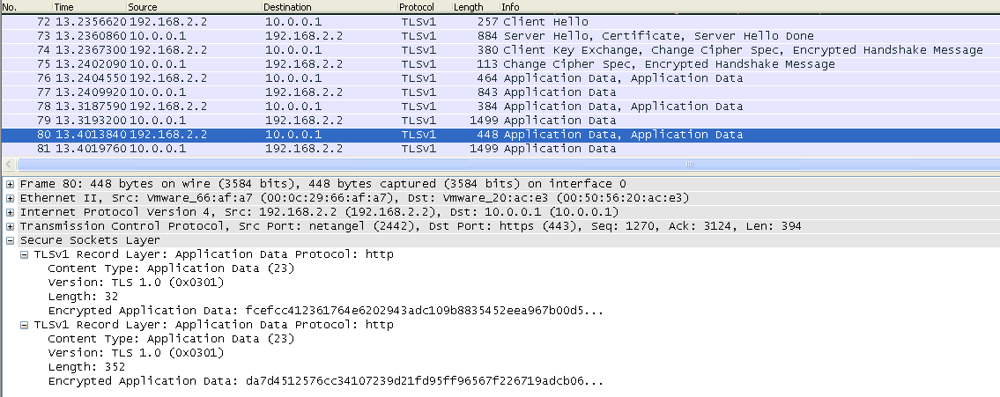 No. Time Source Destination Protocol Length Info
72 13.2356620 192.168.2.2 10.0.0.1 TLSv1 257 Client Hello
73 13.2360860 10.0.0.1 192.168.2.2 TLSv1 884 Server Hello, Certificate, Server Hello Done
74 13.2367300 192.168.2.2 10.0.0.1 TLSv1 380 Client Key Exchange, Change Cipher Spec, Encrypted Handshake Message
75 13.2402090 10.0.0.1 192.168.2.2 TLSv1 113 Change Cipher Spec, Encrypted Handshake Message
76 13.2404550 192.168.2.2 10.0.0.1 TLSv1 464 Application Data, Application Data
77 13.2409920 10.0.0.1 192.168.2.2 TLSv1 843 Application Data
78 13.3187590 192.168.2.2 10.0.0.1 TLSv1 384 Application Data, Application Data
79 13.3193200 10.0.0.1 192.168.2.2 TLSv1 1499 Application Data
80 13.4013840 192.168.2.2 10.0.0.1 TLSv1 448 Application Data, Application Data
81 13.4019760 10.0.0.1 192.168.2.2 TLSv1 1499 Application Data
Frame 80: 448 bytes on wire (3584 bits), 448 bytes captured (3584 bits) on interface 0
Ethernet II, Src: Vmware_66:af:a7 (00:0c:29:66:af:a7), Dst: Vmware_20:ac:e3 (00:50:56:20:ac:e3)
Internet Protocol Version 4, Src: 192.168.2.2 (192.168.2.2), Dst: 10.0.0.1 (10.0.0.1)
Transmission Control Protocol, Src Port: netangel (2442), Dst Port: https (443), Seq: 1270, Ack: 3124, Len: 394
Secure Sockets Layer
TLSv1 Record Layer: Application Data Protocol: http
Content Type: Application Data (23)
Version: TLS 1.0 (0x0301)
Length: 32
Encrypted Application Data: fcefcc412361764e6202943adc109b8835452eea967b00d5...
TLSv1 Record Layer: Application Data Protocol: http
Content Type: Application Data (23)
Version: TLS 1.0 (0x0301)
Length: 352
Encrypted Application Data: da7d4512576cc34107239d21fd95ff96567f226719adcb06...